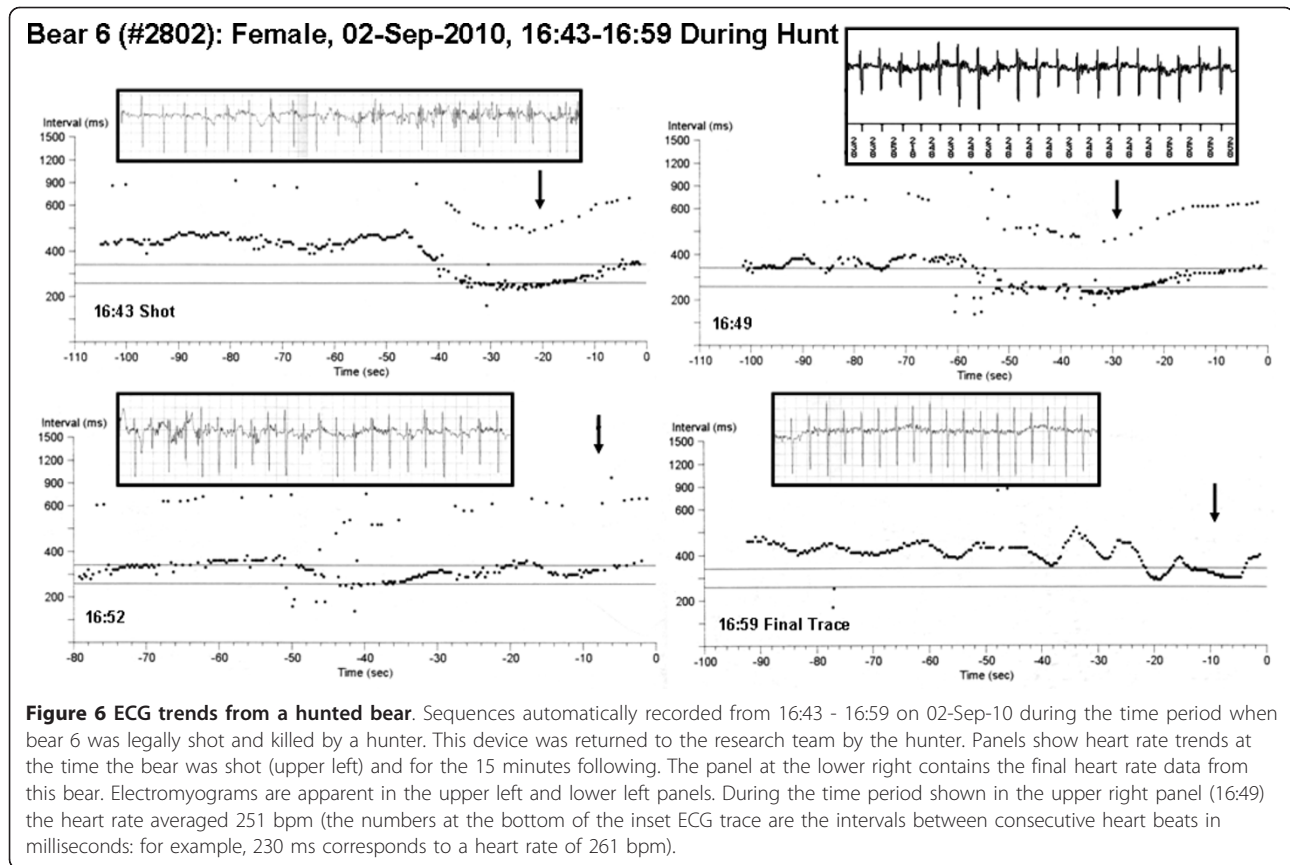 Bear 6 (#2802): Female, 02-Sep-2010, 16:43-16:59 During Hunt
Interval (ms)
1500
1200
900
600
400
200
16:43 Shot
-110 -100 -90 -80 -70 -60 -50 -40 -30 -20 -10 0
Time (sec)
Interval (ms)
1500
1200
900
600
400
200
16:49
-110 -100 -90 -80 -70 -60 -50 -40 -30 -20 -10 0
Time (sec)
Interval (ms)
1500
1200
900
600
400
200
16:52
-80 -70 -60 -50 -40 -30 -20 -10 0
Time (sec)
Interval (ms)
1500
1200
900
600
400
200
16:59 Final Trace
-100 -90 -80 -70 -60 -50 -40 -30 -20 -10 0
Time (sec)
Figure 6 ECG trends from a hunted bear. Sequences automatically recorded from 16:43 - 16:59 on 02-Sep-10 during the time period when
bear 6 was legally shot and killed by a hunter. This device was returned to the research team by the hunter. Panels show heart rate trends at
the time the bear was shot (upper left) and for the 15 minutes following. The panel at the lower right contains the final heart rate data from
this bear. Electromyograms are apparent in the upper left and lower left panels. During the time period shown in the upper right panel (16:49)
the heart rate averaged 251 bpm (the numbers at the bottom of the inset ECG trace are the intervals between consecutive heart beats in
milliseconds: for example, 230 ms corresponds to a heart rate of 261 bpm).